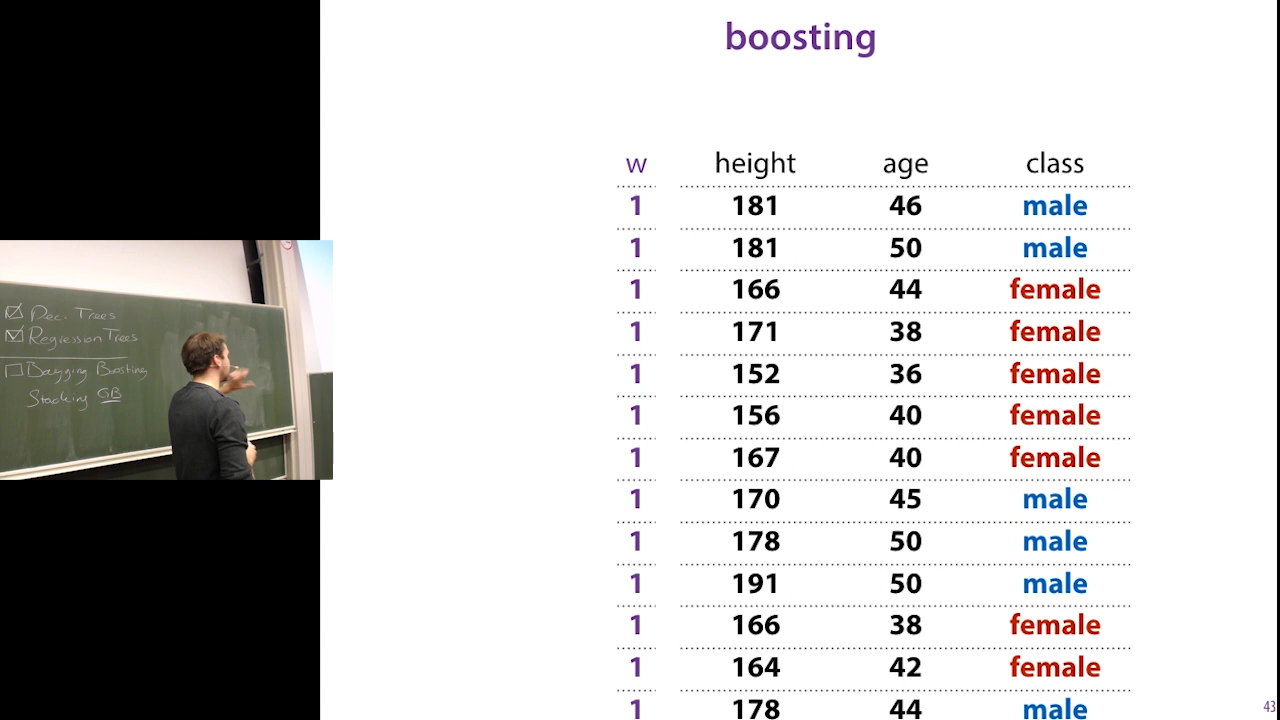 boosting
w height age class
1 181 46 male
1 181 50 male
1 166 44 female
1 171 38 female
1 152 36 female
1 156 40 female
1 167 40 female
1 170 45 male
1 178 50 male
1 191 50 male
1 166 38 female
1 164 42 female
1 178 44 male
43
Dec. Trees
Regression Trees
Bagging Boosting
Stacking GB